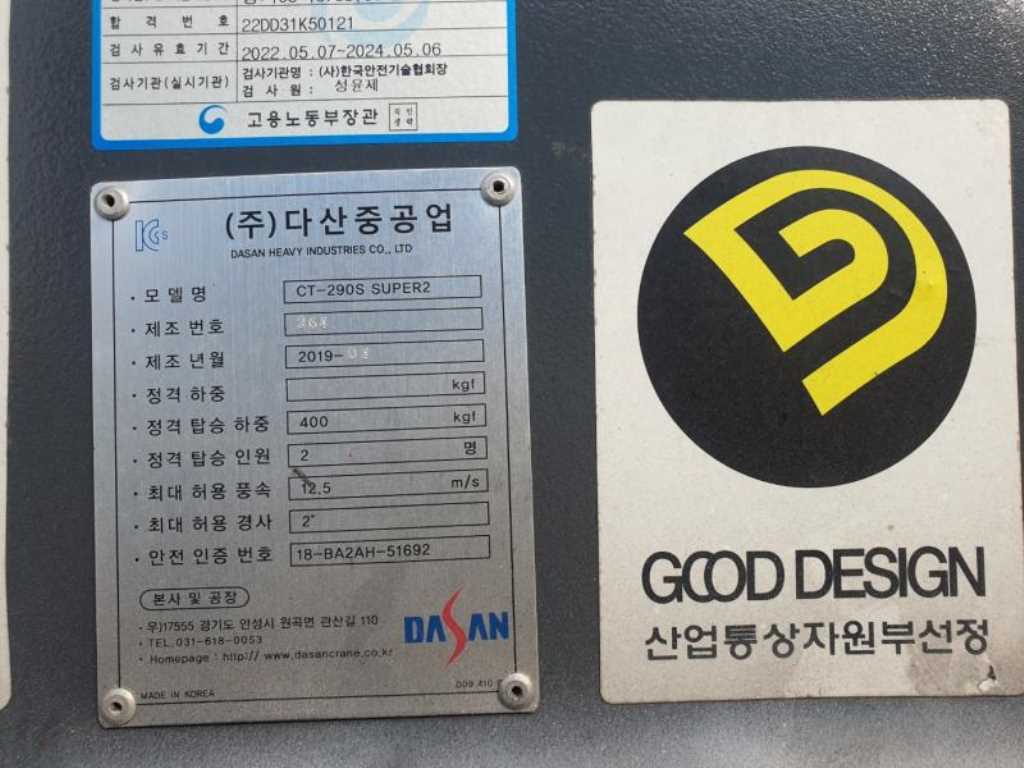 합격번호 22DD31K50121
검사유효기간 2022.05.07~2024.05.06
검사기관(실시기관) 검사기관명 : (사)한국안전기술협회장
검사원 : 성윤제
고용노동부장관
(주)다산중공업
DASAN HEAVY INDUSTRIES CO., LTD
· 모델명 CT-290S SUPER2
· 제조 번호
· 제조 년월 2019-
· 정격 하중 kgf
· 정격 탑승 하중 400 kgf
· 정격 탑승 인원 2 명
· 최대 허용 풍속 12.5 m/s
· 최대 허용 경사 2°
· 안전 인증 번호 18-BA2AH-51692
본사 및 공장
· 우)17555 경기도 안성시 원곡면 관산길 110
· TEL.031-618-0053
· Homepage : http:// www.dasancrane.co.kr
DASAN
MADE IN KOREA
GOOD DESIGN
산업통상자원부선정